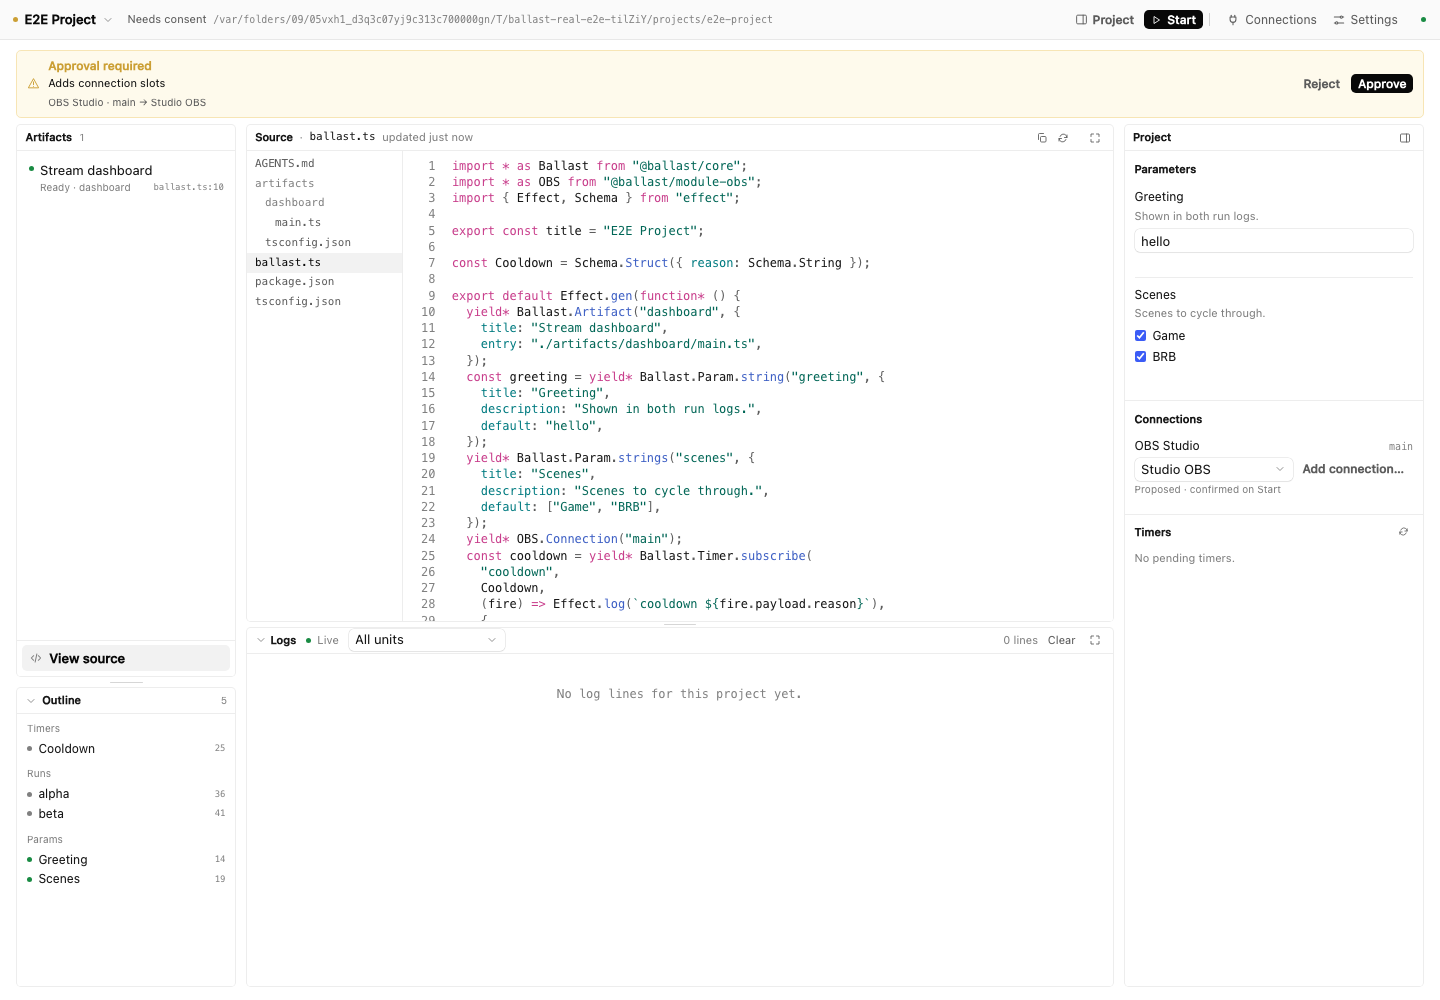 E2E Project Needs consent /var/folders/09/05vxh1_d3q3c07yj9c313c700000gn/T/ballast-real-e2e-tilZiY/projects/e2e-project Project Start Connections Settings
Approval required
Adds connection slots
OBS Studio · main → Studio OBS
Reject Approve
Artifacts 1
Stream dashboard
Ready · dashboard ballast.ts:10
View source
Outline 5
Timers
Cooldown 25
Runs
alpha 36
beta 41
Params
Greeting 14
Scenes 19
Source · ballast.ts updated just now
AGENTS.md
artifacts
dashboard
main.ts
tsconfig.json
ballast.ts
package.json
tsconfig.json
1 import * as Ballast from "@ballast/core";
2 import * as OBS from "@ballast/module-obs";
3 import { Effect, Schema } from "effect";
4
5 export const title = "E2E Project";
6
7 const Cooldown = Schema.Struct({ reason: Schema.String });
8
9 export default Effect.gen(function* () {
10 yield* Ballast.Artifact("dashboard", {
11 title: "Stream dashboard",
12 entry: "./artifacts/dashboard/main.ts",
13 });
14 const greeting = yield* Ballast.Param.string("greeting", {
15 title: "Greeting",
16 description: "Shown in both run logs.",
17 default: "hello",
18 });
19 yield* Ballast.Param.strings("scenes", {
20 title: "Scenes",
21 description: "Scenes to cycle through.",
22 default: ["Game", "BRB"],
23 });
24 yield* OBS.Connection("main");
25 const cooldown = yield* Ballast.Timer.subscribe(
26 "cooldown",
27 Cooldown,
28 (fire) => Effect.log(`cooldown ${fire.payload.reason}`),
29 {
Logs Live All units 0 lines Clear
No log lines for this project yet.
Project
Parameters
Greeting
Shown in both run logs.
hello
Scenes
Scenes to cycle through.
Game
BRB
Connections
OBS Studio main
Studio OBS Add connection...
Proposed · confirmed on Start
Timers
No pending timers.